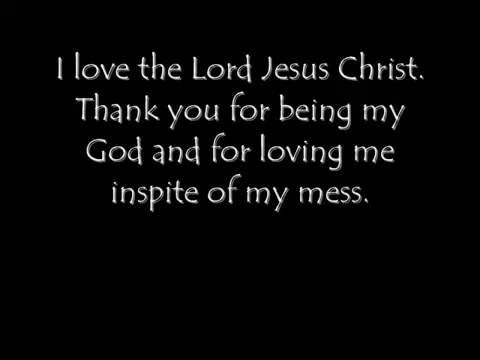 I love the Lord Jesus Christ.
Thank you for being my
God and for loving me
inspite of my mess.